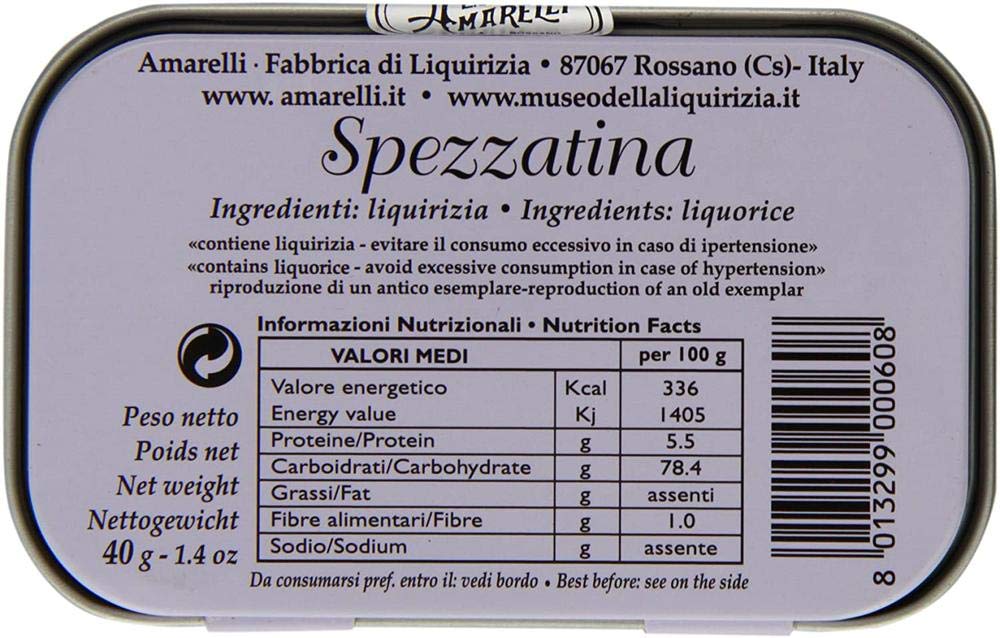 AMARELLI
Amarelli · Fabbrica di Liquirizia • 87067 Rossano (Cs)- Italy
www. amarelli.it • www.museodellaliquirizia.it
Spezzatina
Ingredienti: liquirizia • Ingredients: liquorice
«contiene liquirizia - evitare il consumo eccessivo in caso di ipertensione»
«contains liquorice - avoid excessive consumption in case of hypertension»
riproduzione di un antico esemplare-reproduction of an old exemplar
Informazioni Nutrizionali • Nutrition Facts
VALORI MEDI per 100 g
Valore energetico Kcal 336
Energy value Kj 1405
Proteine/Protein g 5.5
Carboidrati/Carbohydrate g 78.4
Grassi/Fat g assenti
Fibre alimentari/Fibre g 1.0
Sodio/Sodium g assente
Peso netto
Poids net
Net weight
Nettogewicht
40 g - 1.4 oz
Da consumarsi pref. entro il: vedi bordo • Best before: see on the side
8 013299 000608